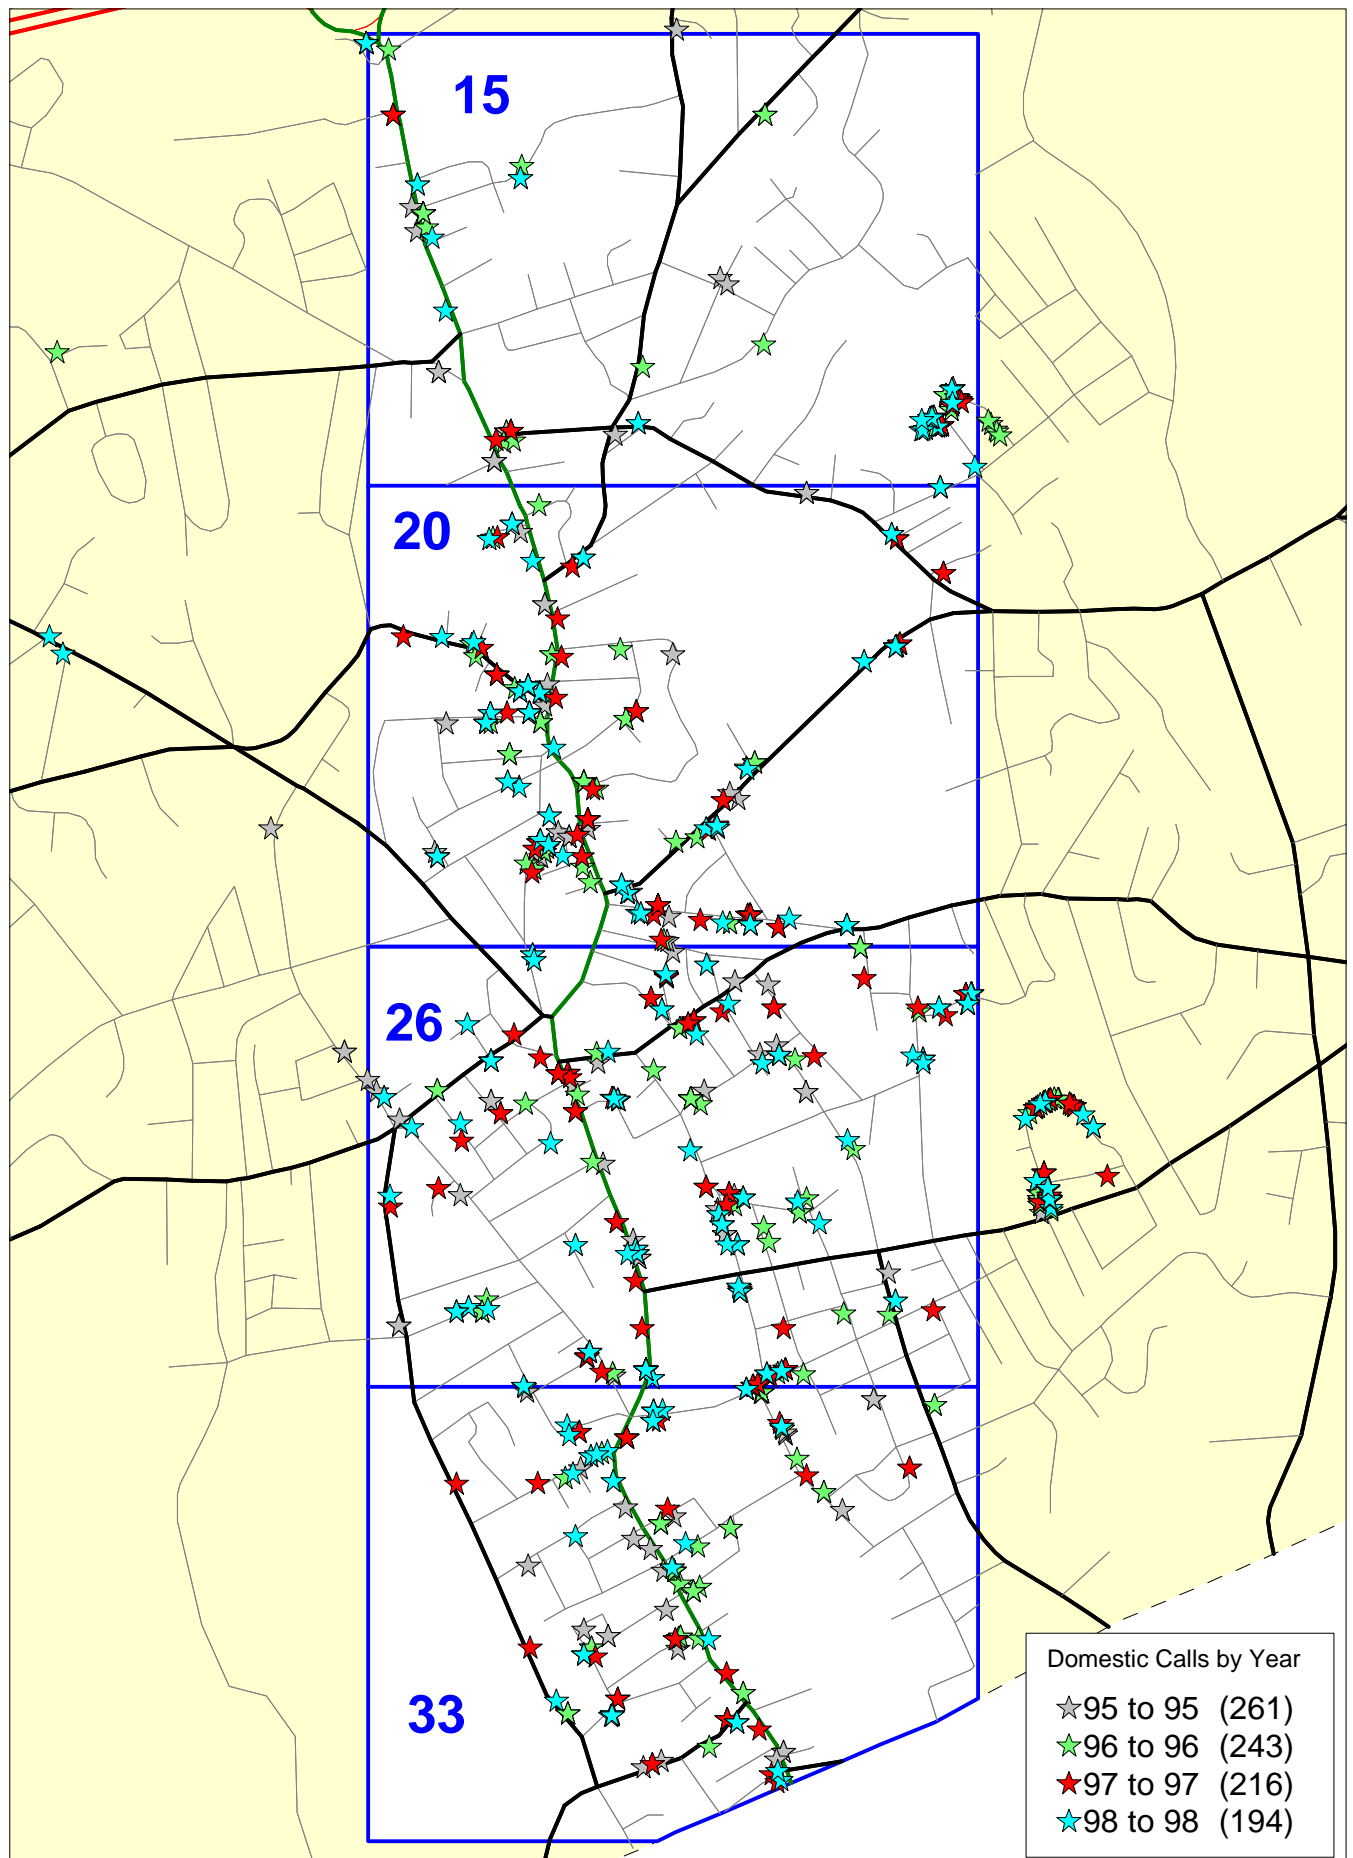 15
20
26
33
Domestic Calls by Year
95 to 95 (261)
96 to 96 (243)
97 to 97 (216)
98 to 98 (194)